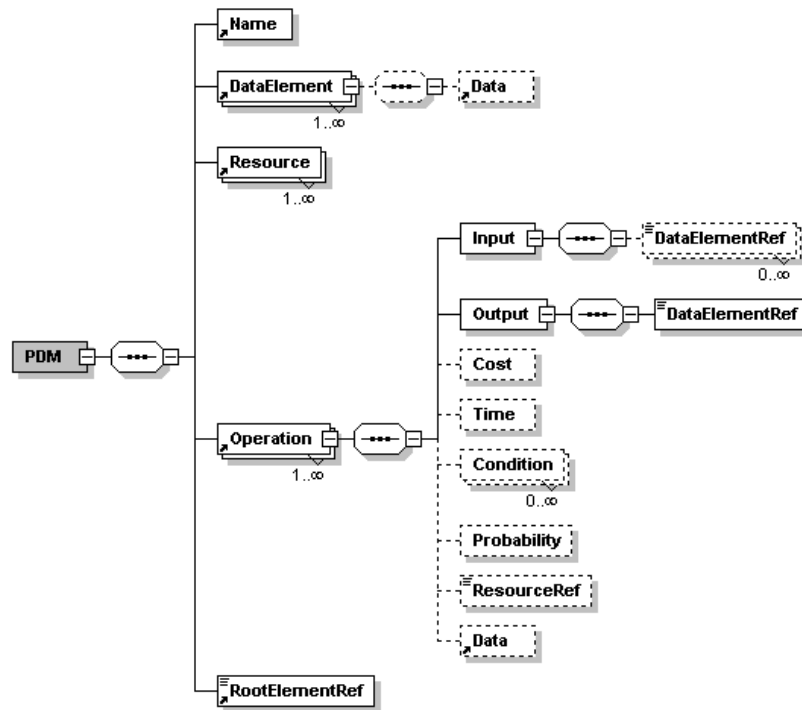 Name
DataElement
Data
1..∞
Resource
1..∞
Input
DataElementRef
0..∞
Output
DataElementRef
PDM
Cost
Time
Operation
1..∞
Condition
0..∞
Probability
ResourceRef
Data
RootElementRef